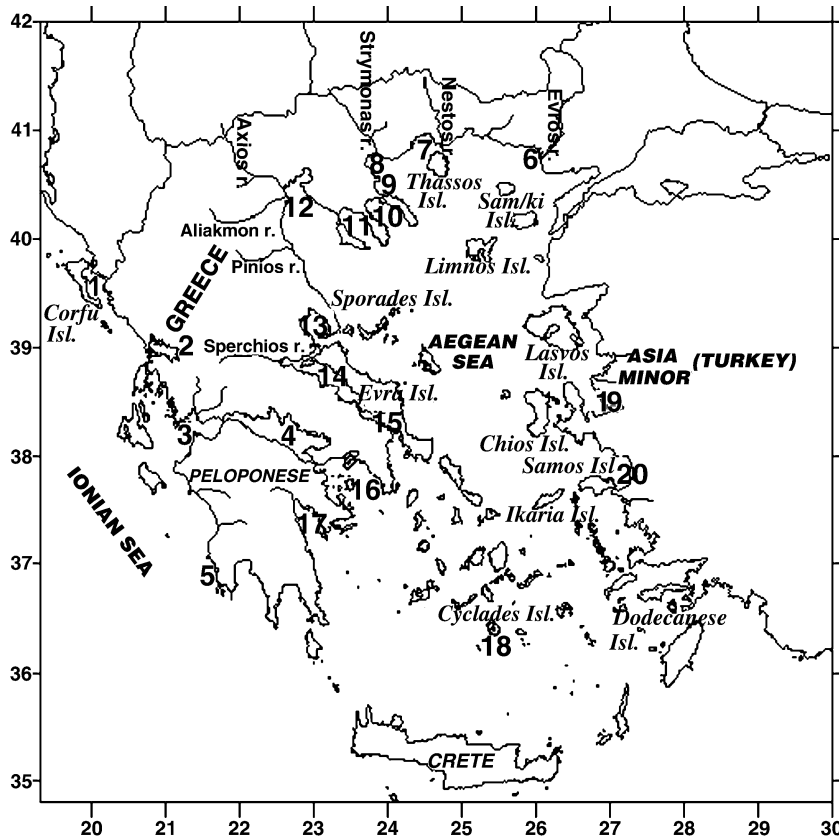 42
41
40
39
38
37
36
35
Strymonas r.
Nestos r.
Evros r.
Axios r.
6
7
8
9
Thassos
Isl.
Sam/ki
Isl.
12
11
10
Aliakmon r.
Pinios r.
Limnos Isl.
GREECE
1
Corfu
Isl.
Sporades Isl.
13
2
Sperchios r.
AEGEAN
SEA
Lasvos
Isl.
ASIA
MINOR
(TURKEY)
14
Evra Isl.
19
15
3
4
Chios Isl.
Samos Isl.
20
PELOPONESE
16
IONIAN SEA
Ikaria Isl.
17
5
Cyclades Isl.
Dodecanese
Isl.
18
CRETE
20 21 22 23 24 25 26 27 28 29 30